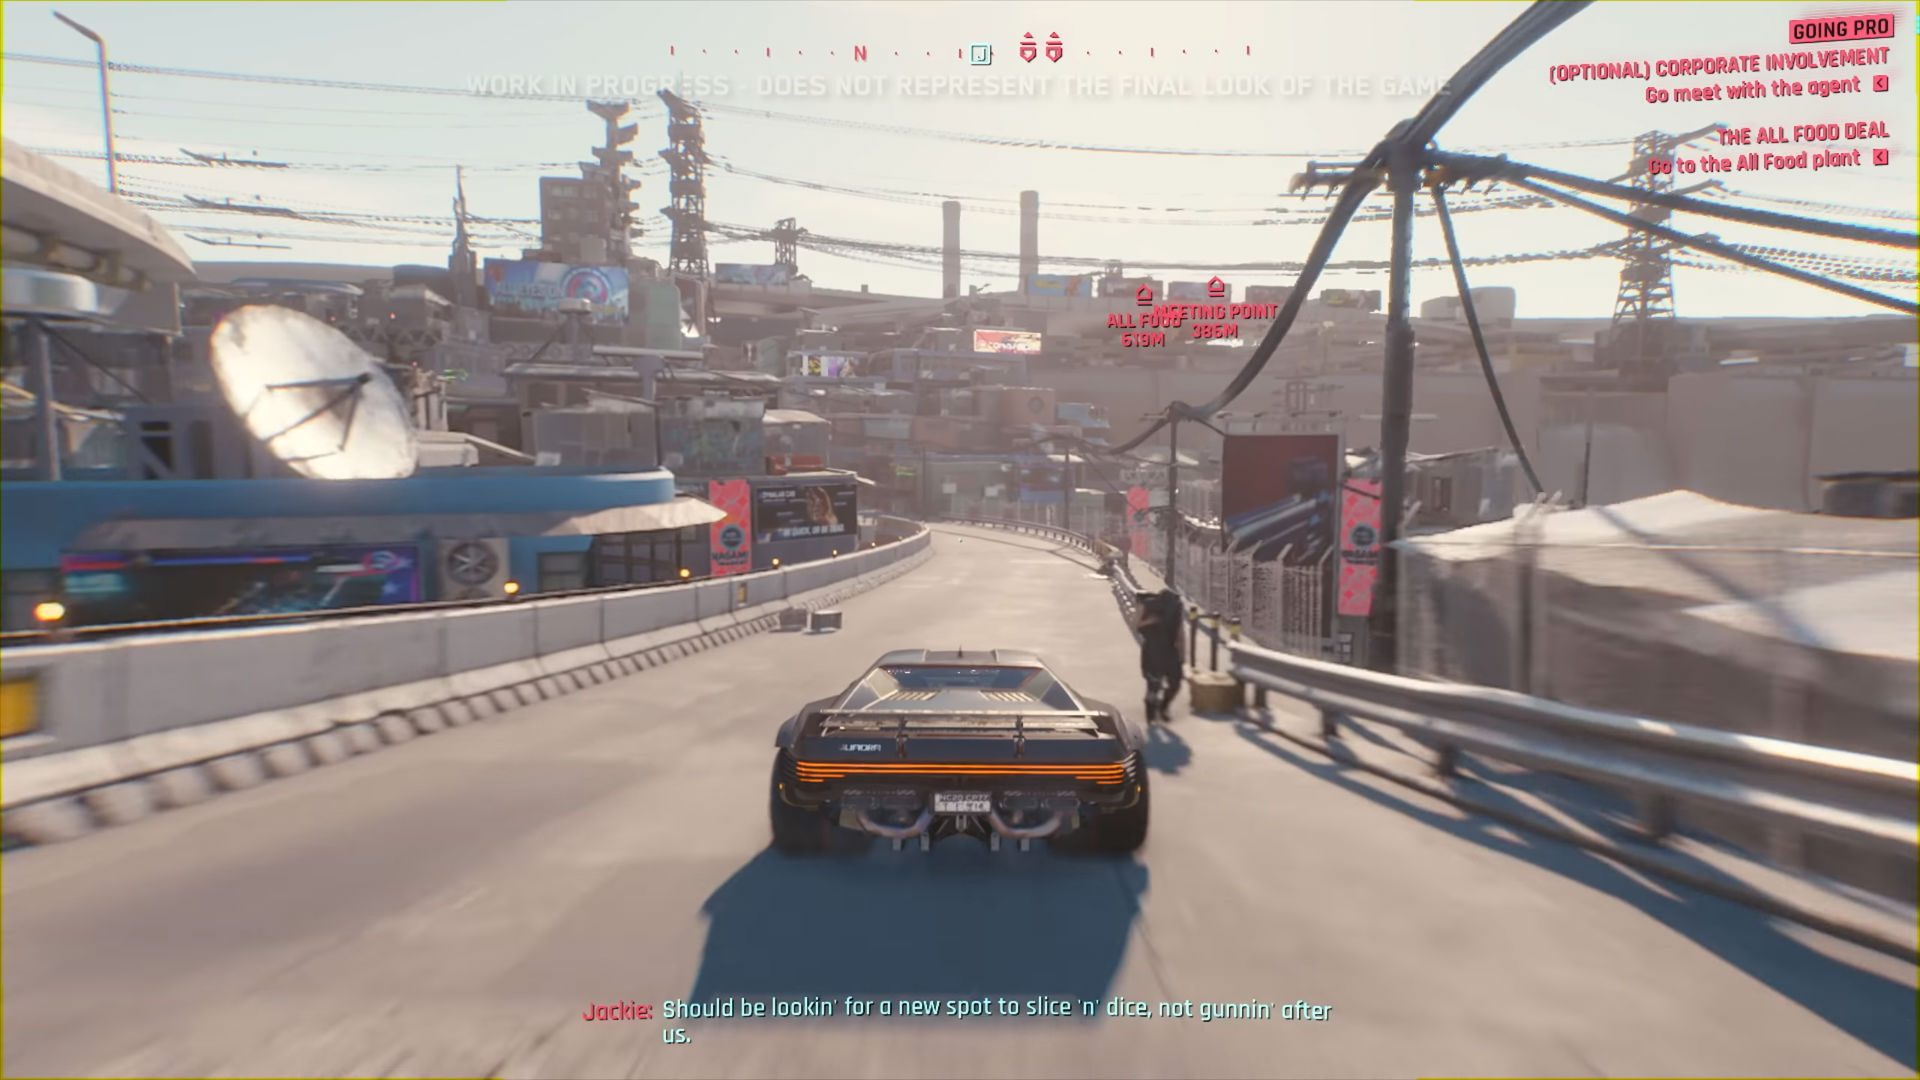 GOING PRO
N
J
(OPTIONAL) CORPORATE INVOLVEMENT
Go meet with the agent
WORK IN PROGRESS - DOES NOT REPRESENT THE FINAL LOOK OF THE GAME
THE ALL FOOD DEAL
Go to the All Food plant
ALL FOOD
619M
MEETING POINT
386M
Jackie: Should be lookin' for a new spot to slice 'n' dice, not gunnin' after
us.